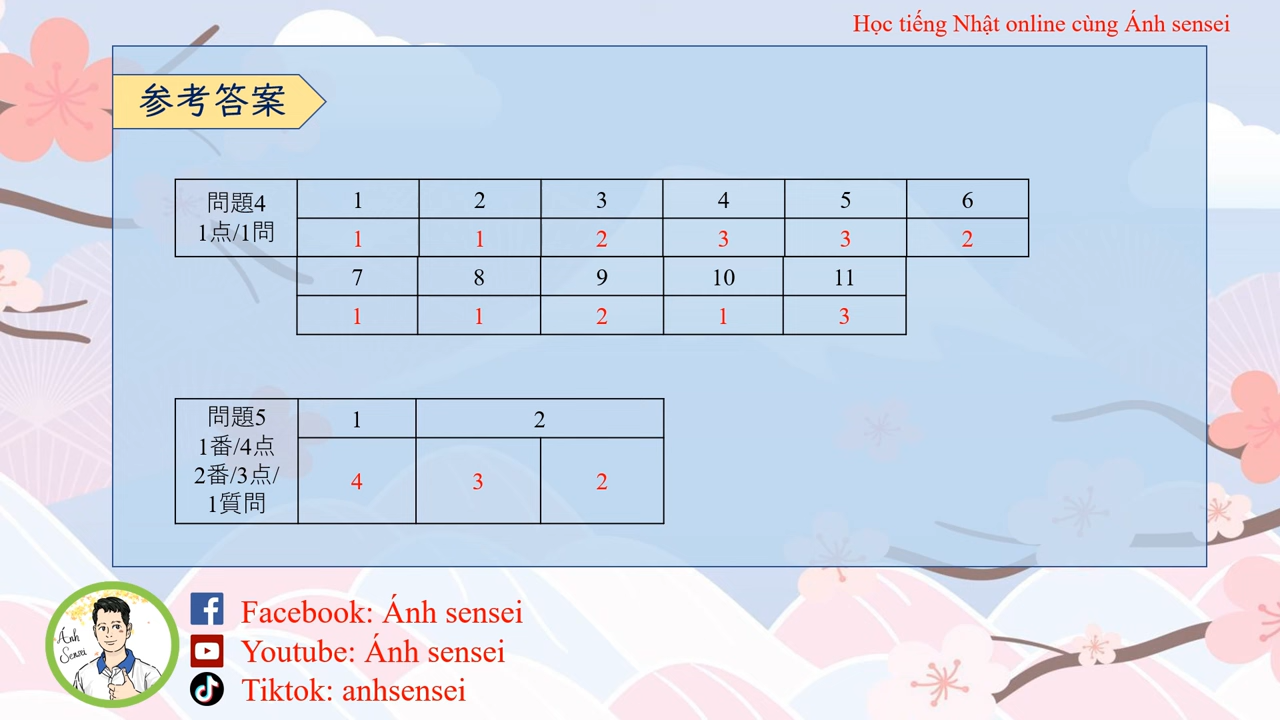 Học tiếng Nhật online cùng Ánh sensei
参考答案
問題4
1点/1問
1 2 3 4 5 6
1 1 2 3 3 2
7 8 9 10 11
1 1 2 1 3
問題5
1番/4点
2番/3点/
1質問
1 2
4 3 2
Ánh
Sensei
Facebook: Ánh sensei
Youtube: Ánh sensei
Tiktok: anhsensei